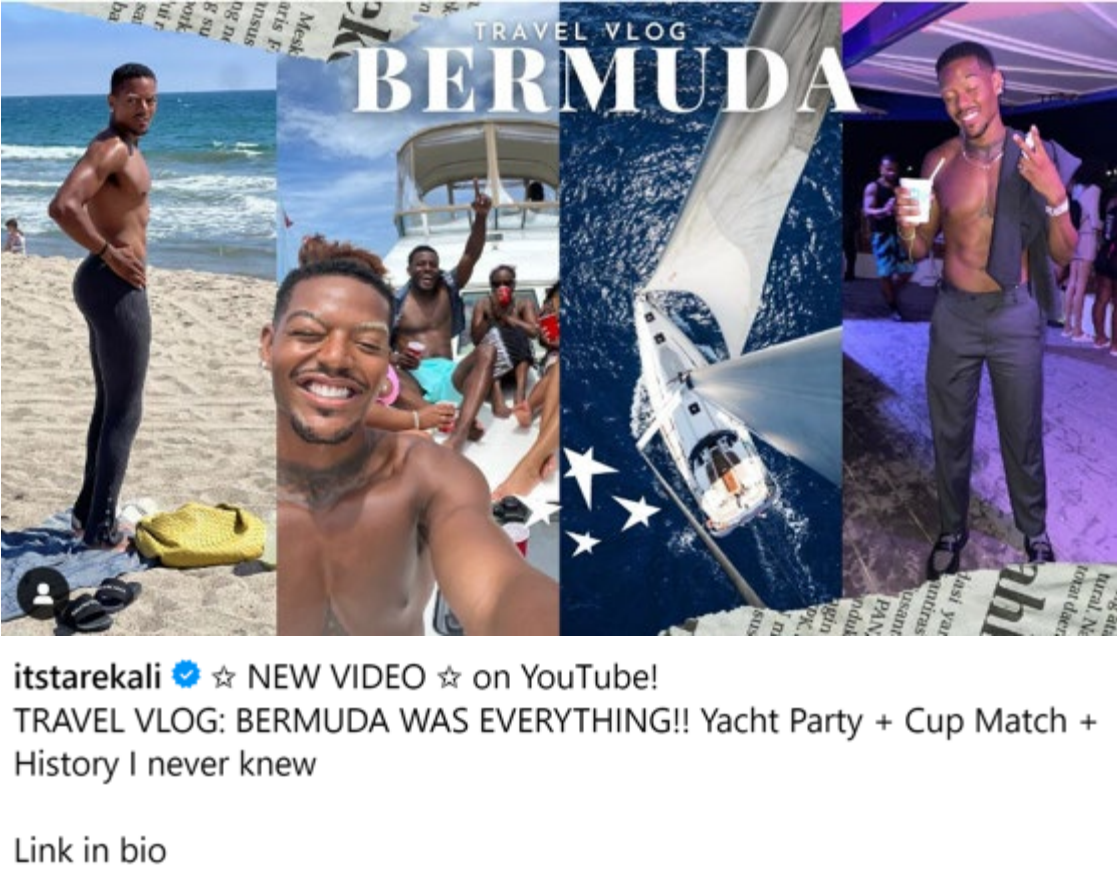 TRAVEL VLOG
BERMUDA
itstarekali ☆ NEW VIDEO ☆ on YouTube!
TRAVEL VLOG: BERMUDA WAS EVERYTHING!! Yacht Party + Cup Match +
History I never knew
Link in bio